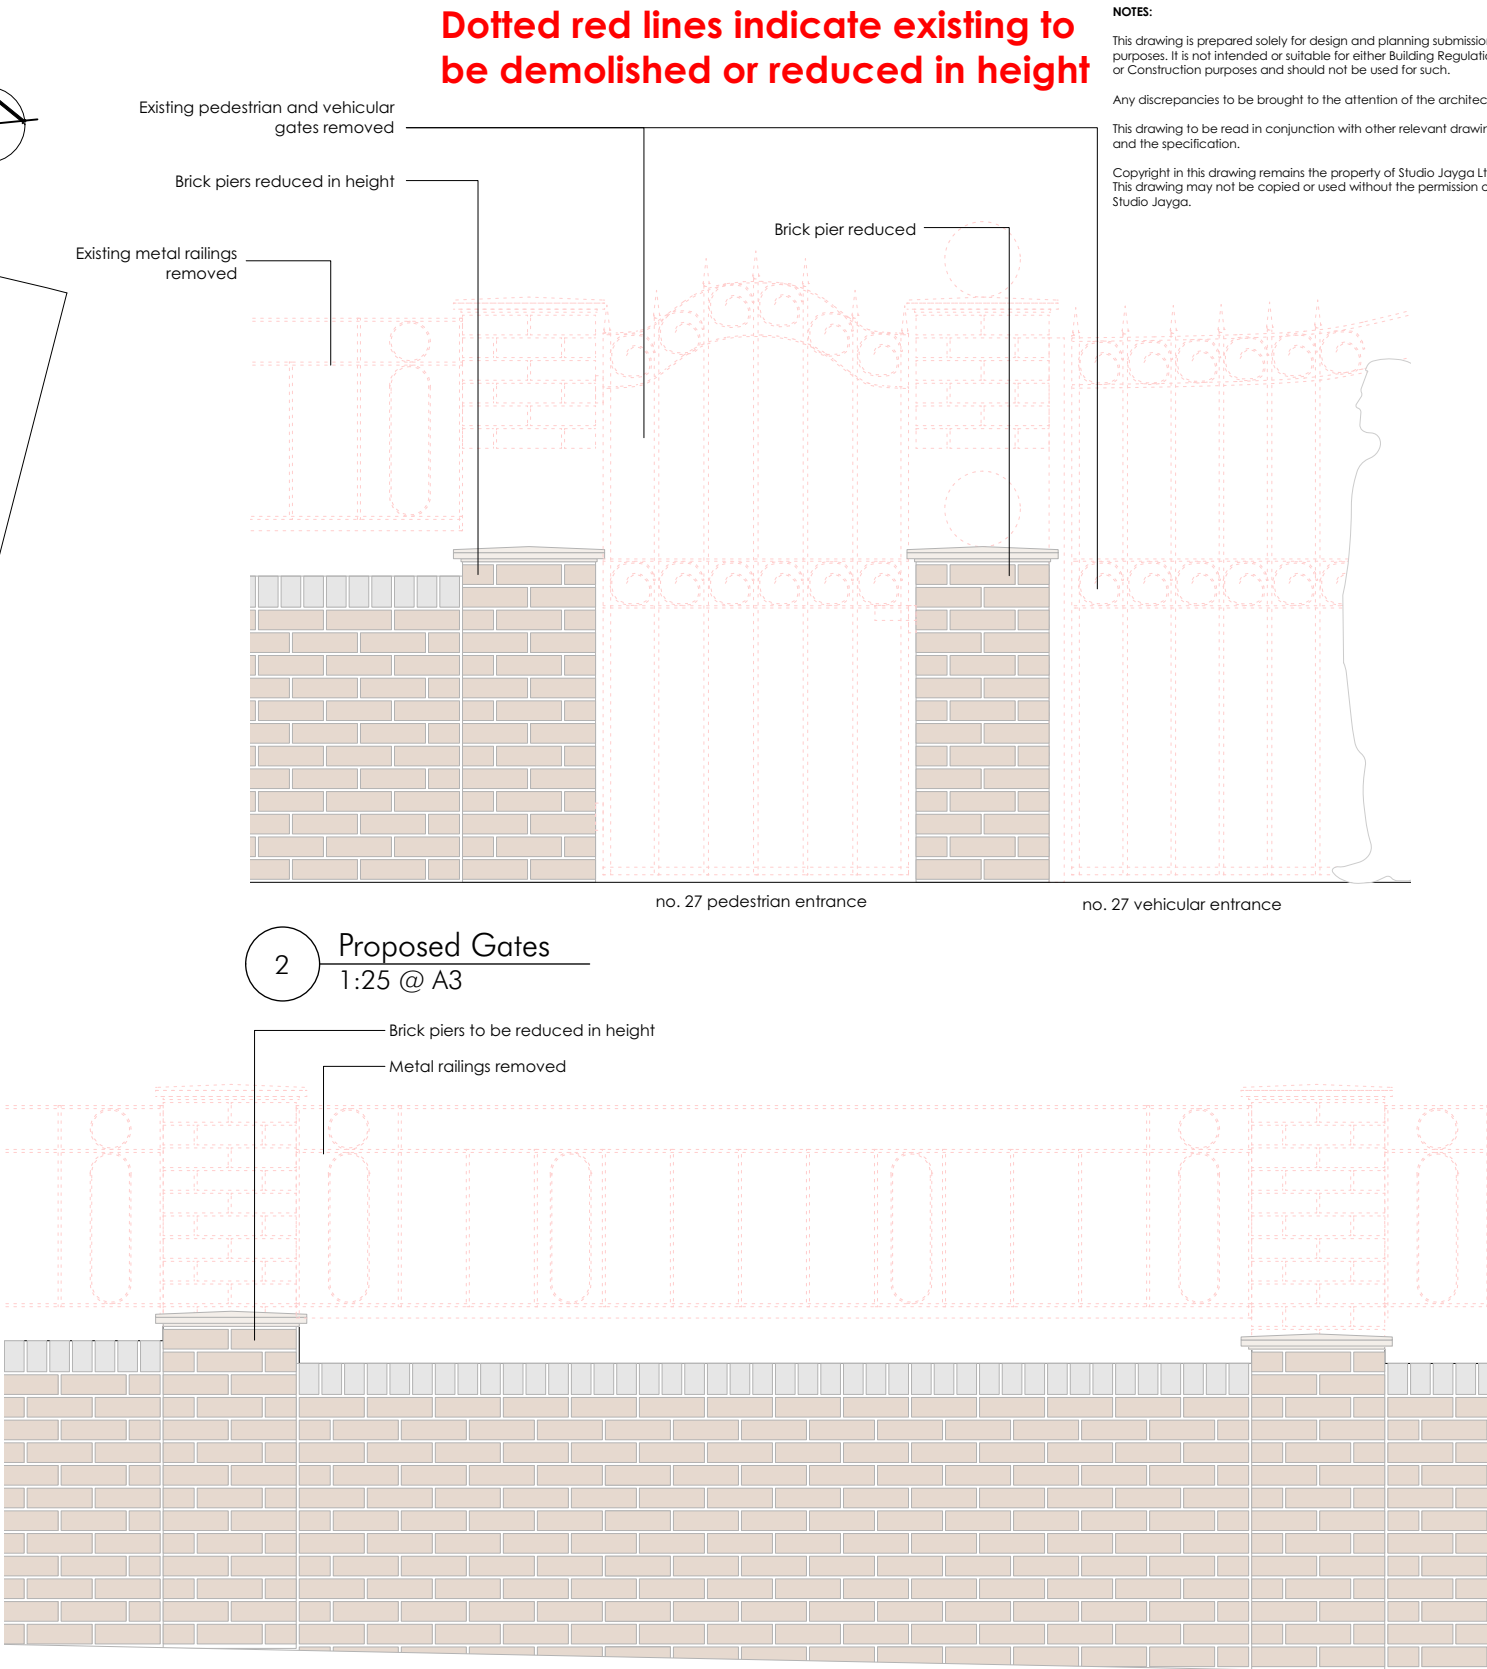 Dotted red lines indicate existing to
be demolished or reduced in height
NOTES:
This drawing is prepared solely for design and planning submission
purposes. It is not intended or suitable for either Building
or Construction purposes and should not be used for such.
Any discrepancies to be brought to the attention of the
This drawing to be read in conjunction with other relevant
and the specification.
Copyright in this drawing remains the property of Studio Jayga
This drawing may not be copied or used without the permission
Studio Jayga.
Existing pedestrian and vehicular
gates removed
Brick piers reduced in height
Brick pier reduced
Existing metal railings
removed
no. 27 pedestrian entrance
no. 27 vehicular entrance
2
Proposed Gates
1:25 @ A3
Brick piers to be reduced in height
Metal railings removed